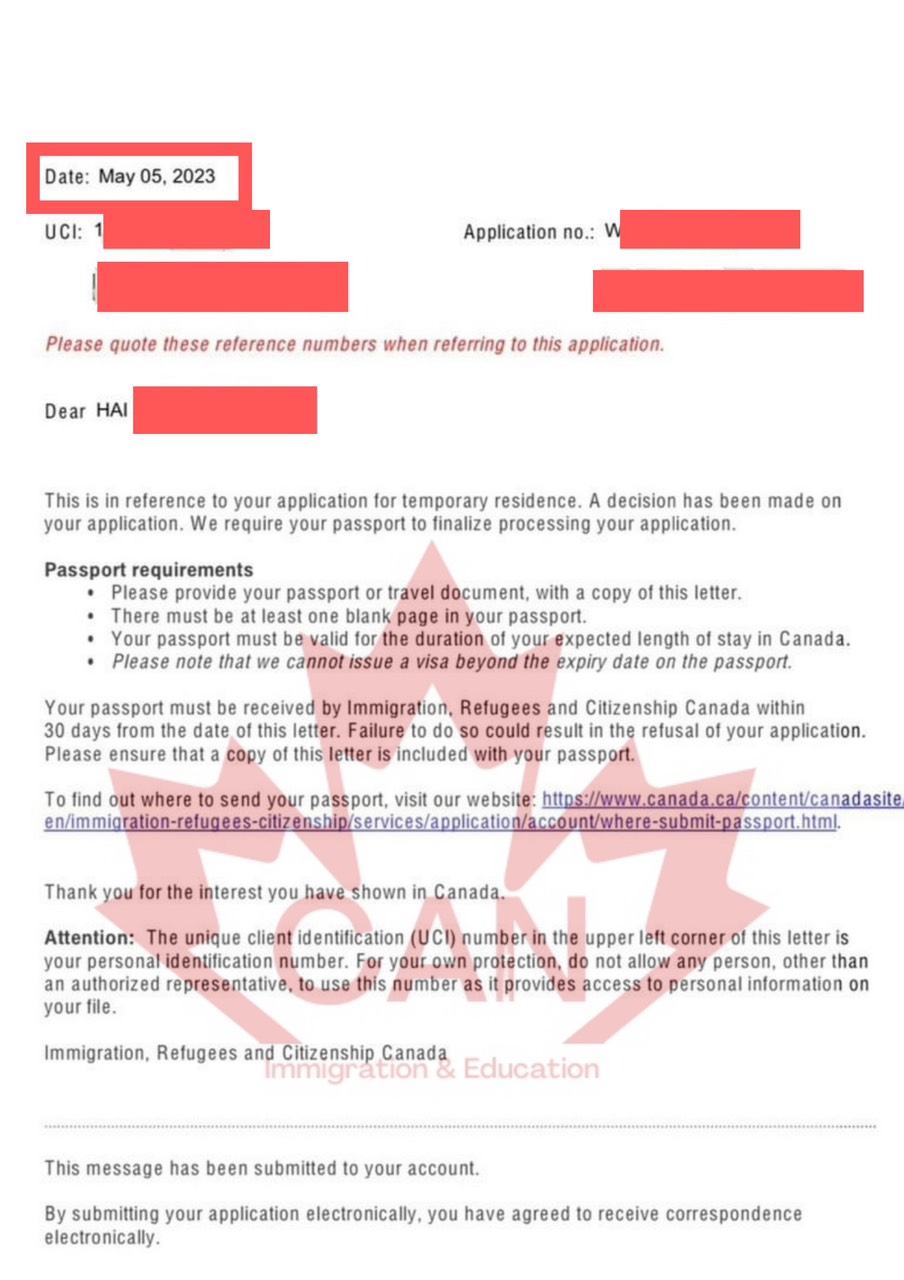 Date: May 05, 2023
UCI: 1
Application no.: W
Please quote these reference numbers when referring to this application.
Dear HAI
This is in reference to your application for temporary residence. A decision has been made on
your application. We require your passport to finalize processing your application.
Passport requirements
• Please provide your passport or travel document, with a copy of this letter.
• There must be at least one blank page in your passport.
• Your passport must be valid for the duration of your expected length of stay in Canada.
• Please note that we cannot issue a visa beyond the expiry date on the passport.
Your passport must be received by Immigration, Refugees and Citizenship Canada within
30 days from the date of this letter. Failure to do so could result in the refusal of your application.
Please ensure that a copy of this letter is included with your passport.
To find out where to send your passport, visit our website: https://www.canada.ca/content/canadasite/
en/immigration-refugees-citizenship/services/application/account/where-submit-passport.html.
Thank you for the interest you have shown in Canada.
CAN
Attention: The unique client identification (UCI) number in the upper left corner of this letter is
your personal identification number. For your own protection, do not allow any person, other than
an authorized representative, to use this number as it provides access to personal information on
your file.
Immigration, Refugees and Citizenship Canada
Immigration & Education
This message has been submitted to your account.
By submitting your application electronically, you have agreed to receive correspondence
electronically.